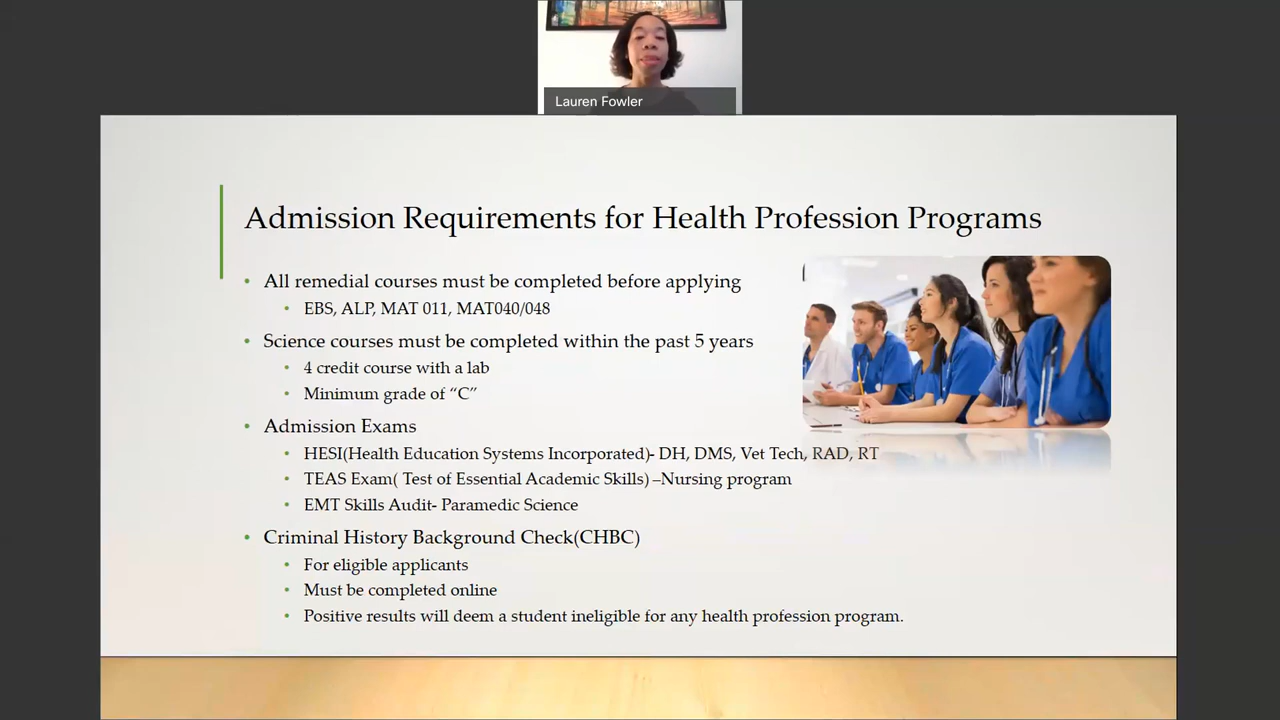 Lauren Fowler
Admission Requirements for Health Profession Programs
• All remedial courses must be completed before applying
• EBS, ALP, MAT 011, MAT040/048
• Science courses must be completed within the past 5 years
• 4 credit course with a lab
• Minimum grade of “C”
• Admission Exams
• HESI(Health Education Systems Incorporated)- DH, DMS, Vet Tech, RAD, RT
• TEAS Exam( Test of Essential Academic Skills) –Nursing program
• EMT Skills Audit- Paramedic Science
• Criminal History Background Check(CHBC)
• For eligible applicants
• Must be completed online
• Positive results will deem a student ineligible for any health profession program.